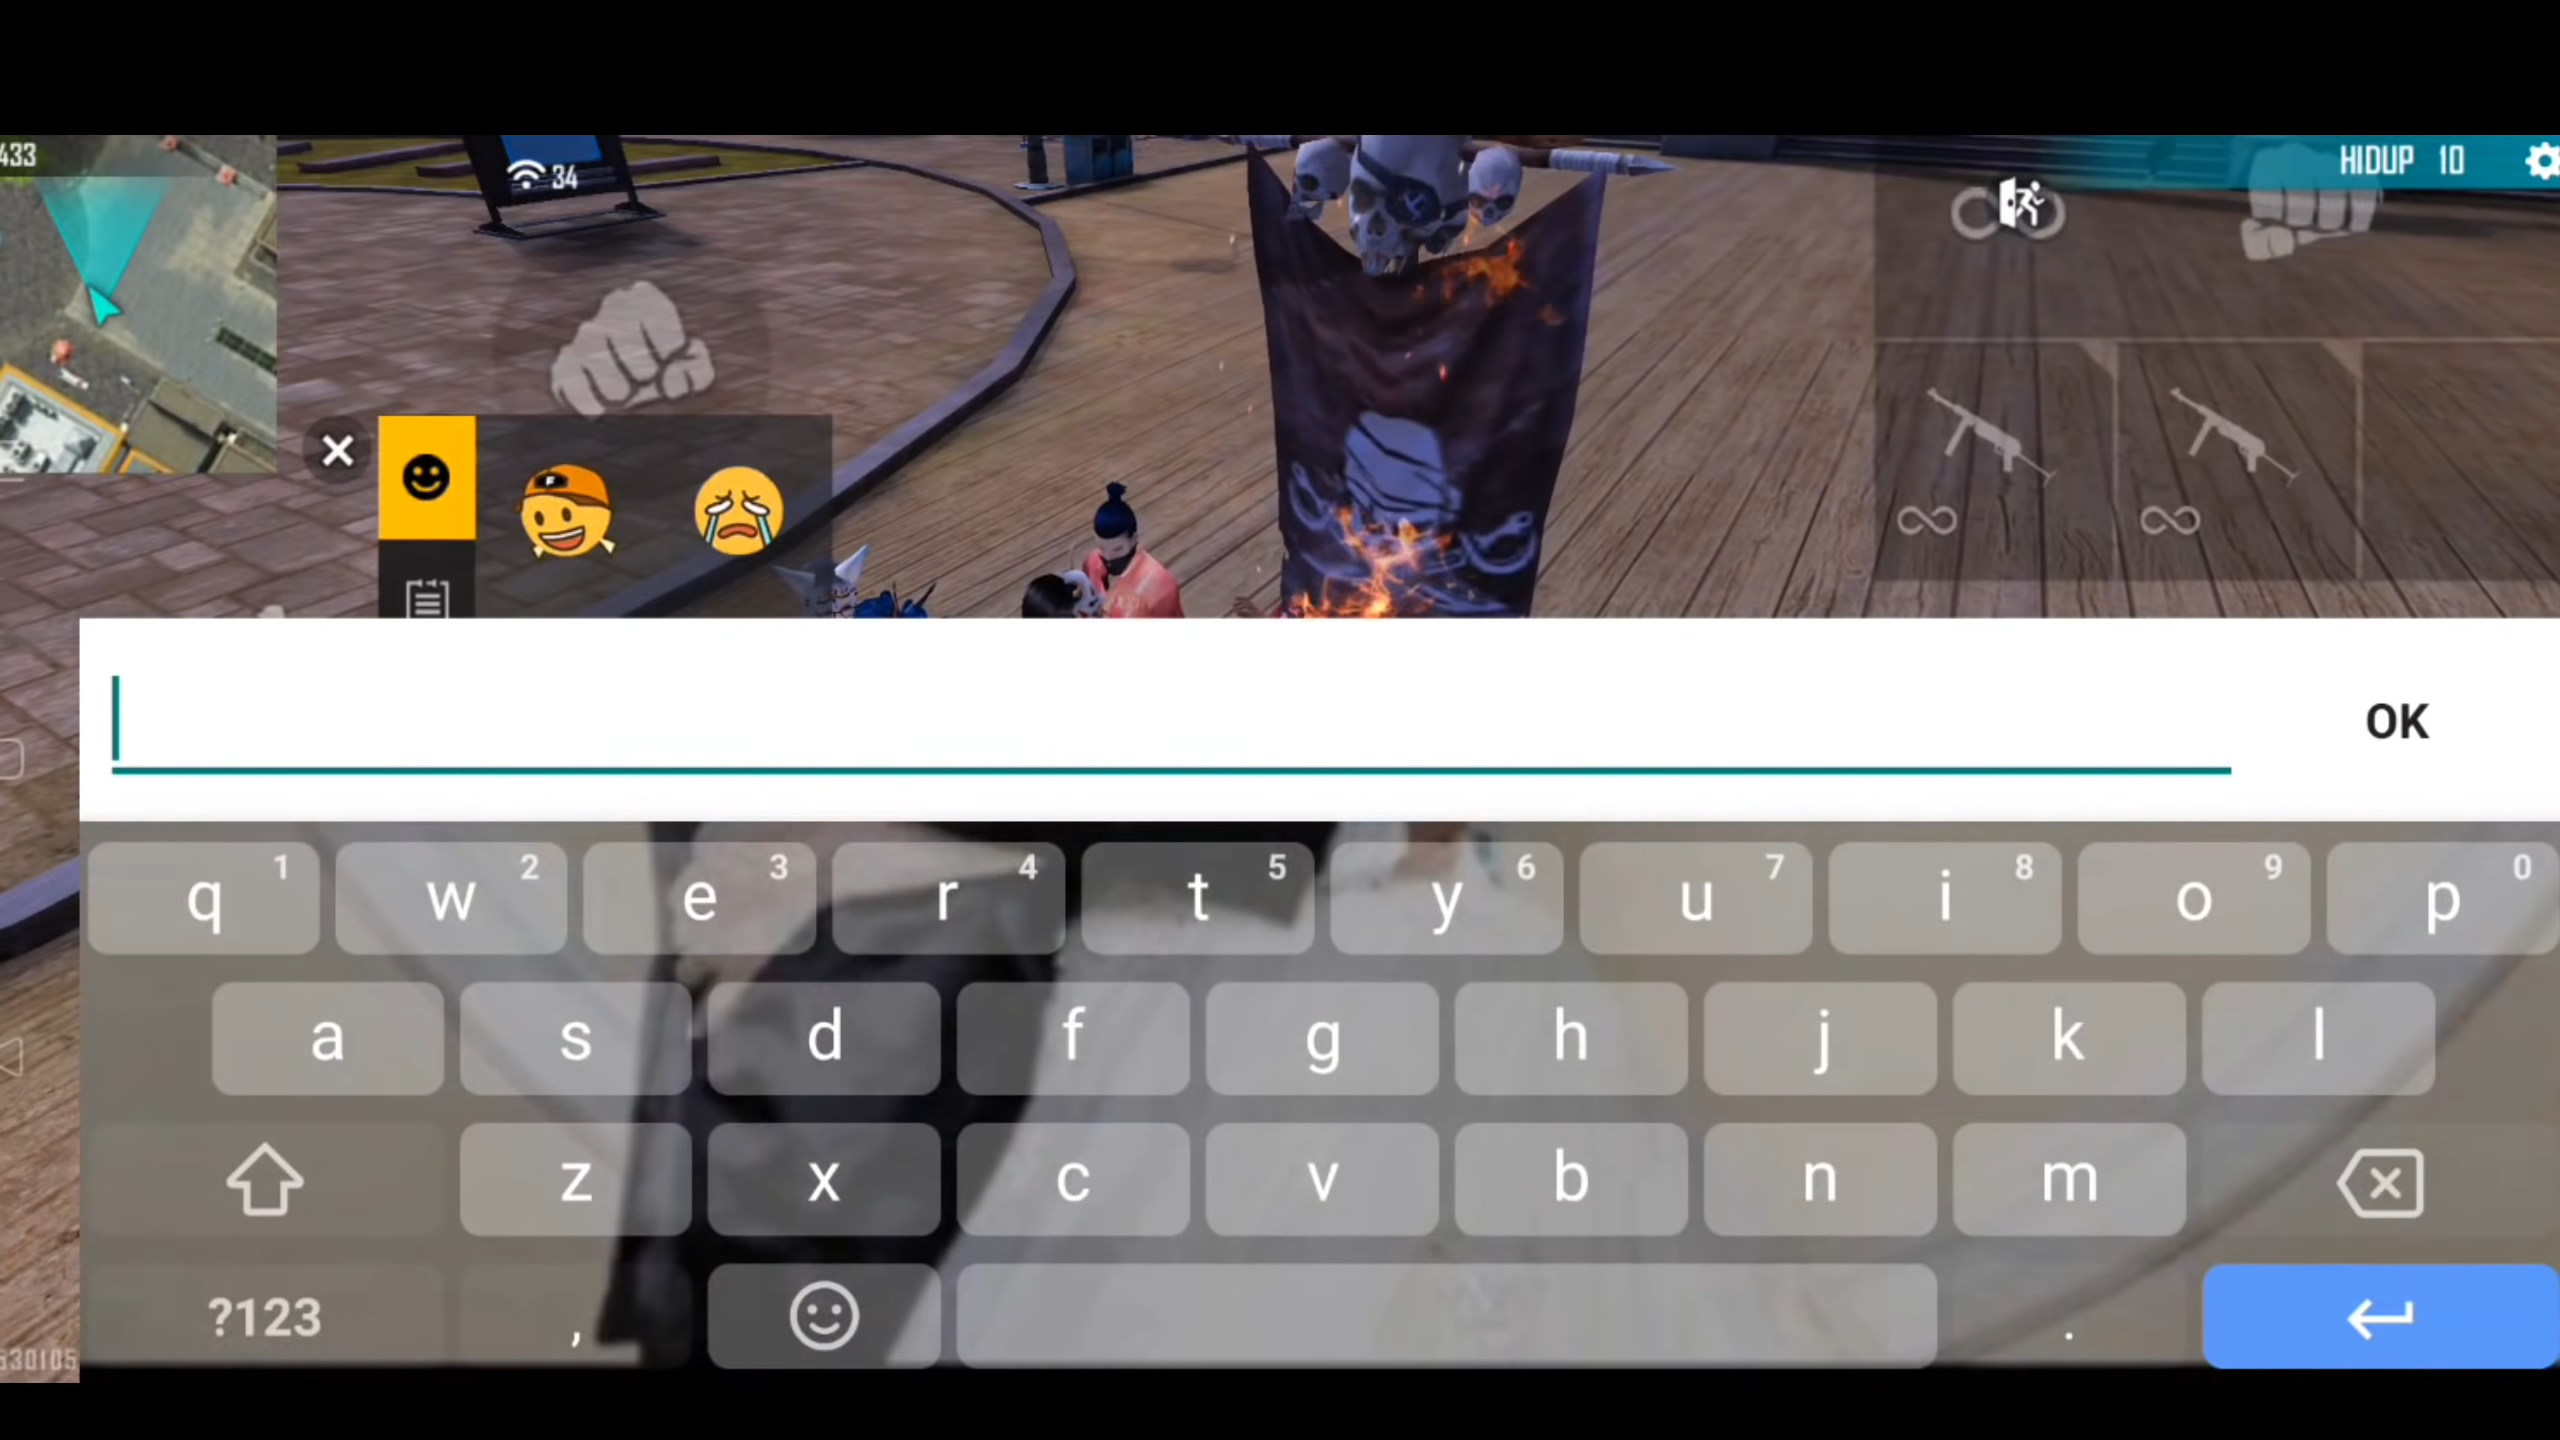 433
34
HIDUP 10
F
OK
q 1 w 2 e 3 r 4 t 5 y 6 u 7 i 8 o 9 p 0
a s d f g h j k l
z x c v b n m
?123 , .
630105